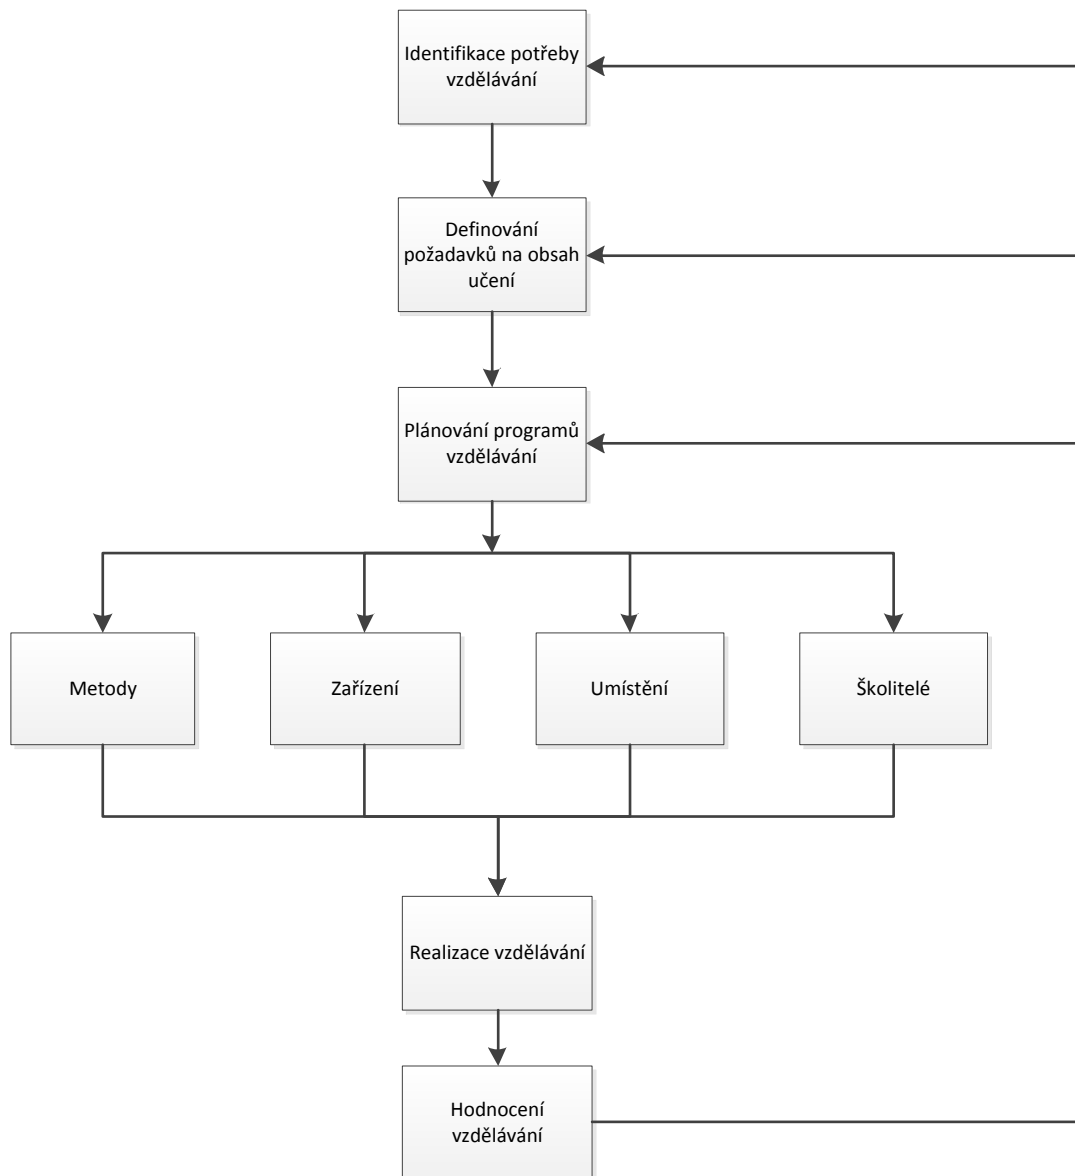 Identifikace potřeby
vzdělávání
Definování
požadavků na obsah
učení
Plánování programů
vzdělávání
Metody
Zařízení
Umístění
Školitelé
Realizace vzdělávání
Hodnocení
vzdělávání